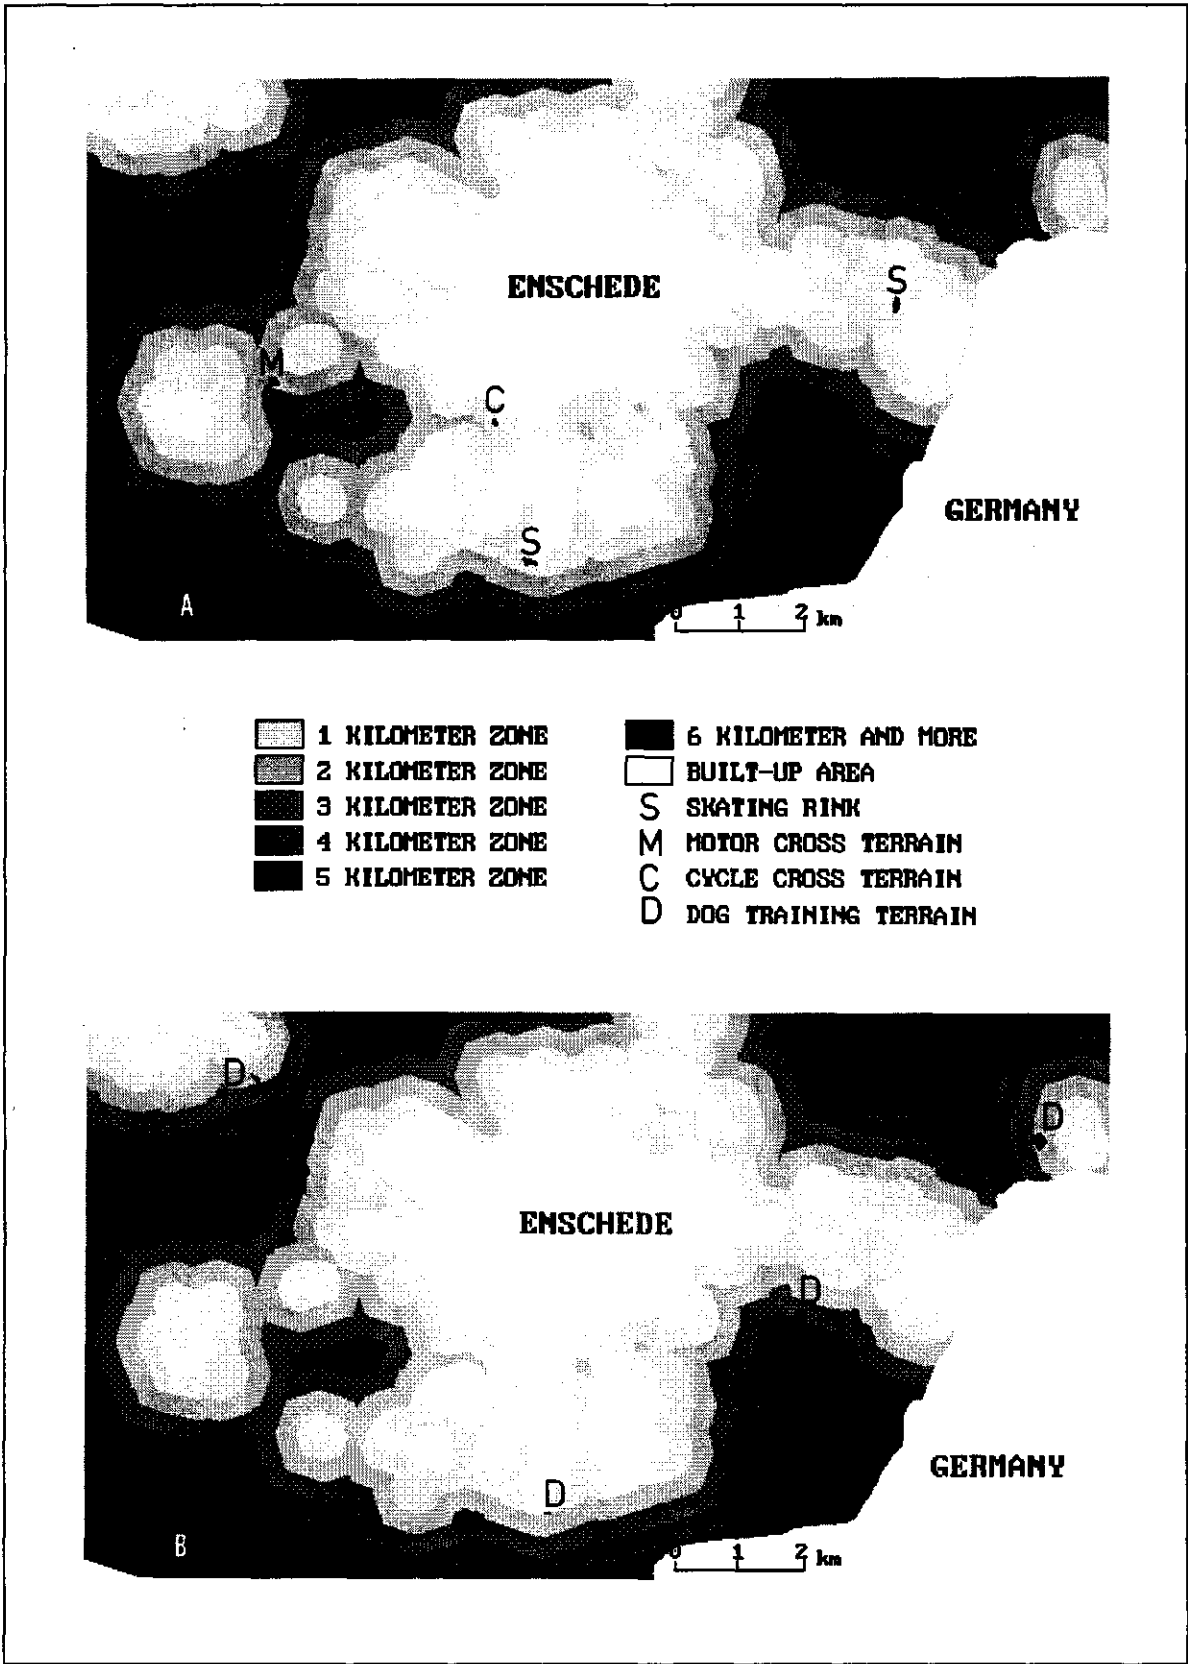 ENSCHEDE
S
M
C
GERMANY
S
A
0 1 2 km
1 KILOMETER ZONE
2 KILOMETER ZONE
3 KILOMETER ZONE
4 KILOMETER ZONE
5 KILOMETER ZONE
6 KILOMETER AND MORE
BUILT-UP AREA
S SKATING RINK
M MOTOR CROSS TERRAIN
C CYCLE CROSS TERRAIN
D DOG TRAINING TERRAIN
D
D
ENSCHEDE
D
GERMANY
D
B
0 1 2 km